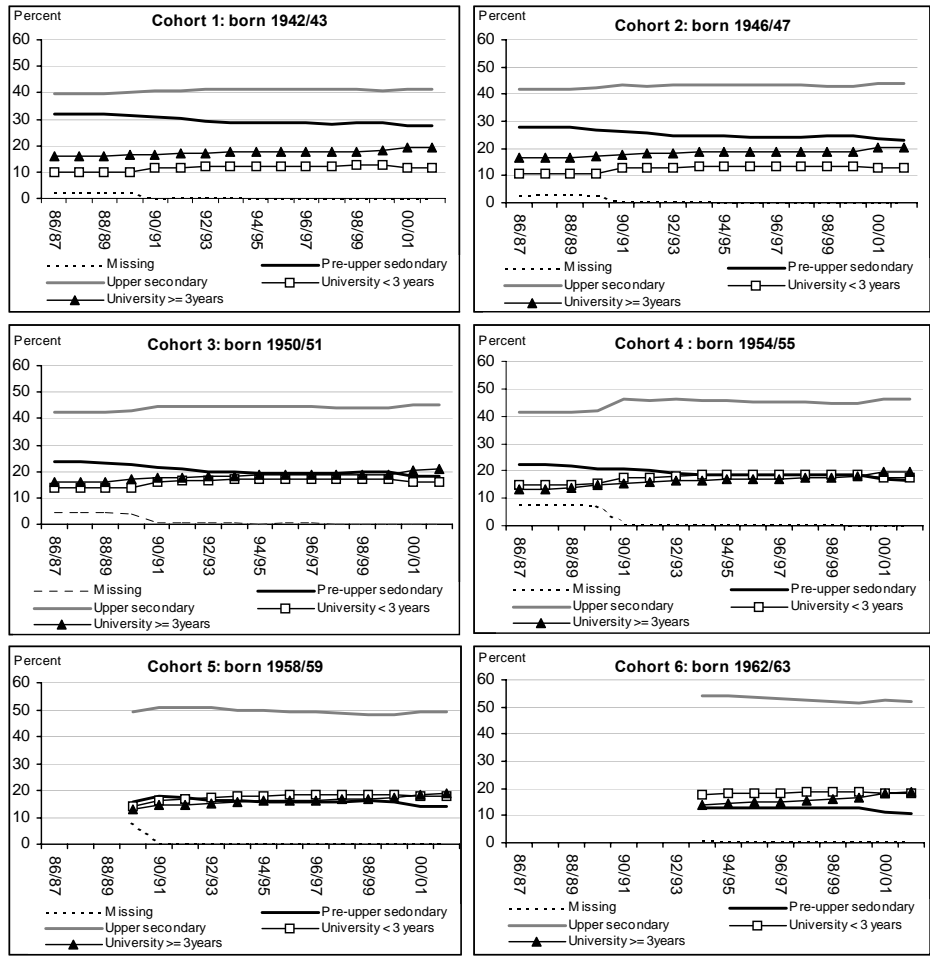 Percent
Cohort 1: born 1942/43
60
50
40
30
20
10
0
86/87
88/89
90/91
92/93
94/95
96/97
98/99
00/01
Missing
Pre-upper sedondary
Upper secondary
University < 3 years
University >= 3years
Percent
Cohort 2: born 1946/47
60
50
40
30
20
10
0
86/87
88/89
90/91
92/93
94/95
96/97
98/99
00/01
Missing
Pre-upper sedondary
Upper secondary
University < 3 years
University >= 3years
Percent
Cohort 3: born 1950/51
60
50
40
30
20
10
0
86/87
88/89
90/91
92/93
94/95
96/97
98/99
00/01
Missing
Pre-upper sedondary
Upper secondary
University < 3 years
University >= 3years
Percent
Cohort 4 : born 1954/55
60
50
40
30
20
10
0
86/87
88/89
90/91
92/93
94/95
96/97
98/99
00/01
Missing
Pre-upper sedondary
Upper secondary
University < 3 years
University >= 3years
Percent
Cohort 5: born 1958/59
60
50
40
30
20
10
0
86/87
88/89
90/91
92/93
94/95
96/97
98/99
00/01
Missing
Pre-upper sedondary
Upper secondary
University < 3 years
University >= 3years
Percent
Cohort 6: born 1962/63
60
50
40
30
20
10
0
86/87
88/89
90/91
92/93
94/95
96/97
98/99
00/01
Missing
Pre-upper sedondary
Upper secondary
University < 3 years
University >= 3years